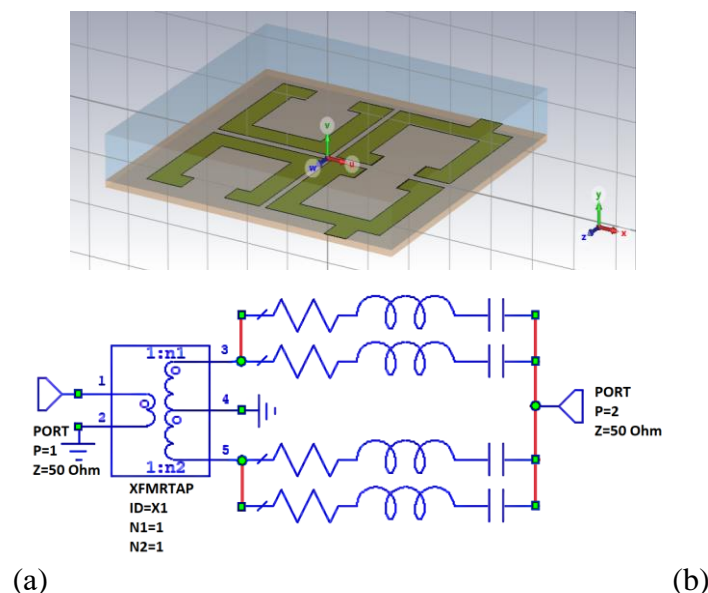 v
w
u
y
z
x
1:n1
3
1
4
2
5
1:n2
PORT
P=1
Z=50 Ohm
XFMRTAP
ID=X1
N1=1
N2=1
PORT
P=2
Z=50 Ohm
(a)
(b)